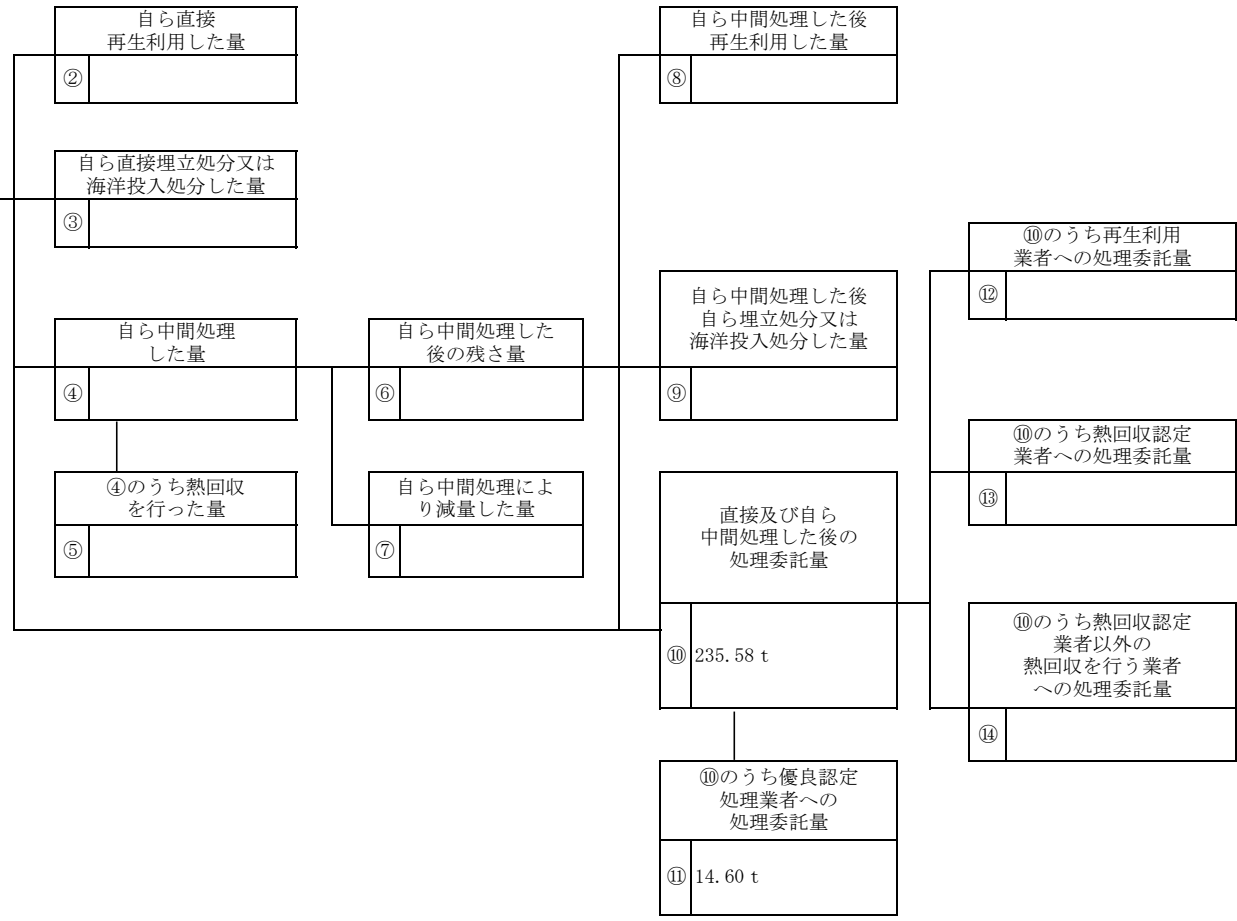 自ら直接
再生利用した量
②
自ら中間処理した後
再生利用した量
⑧
自ら直接埋立処分又は
海洋投入処分した量
③
⑩のうち再生利用
業者への処理委託量
⑫
自ら中間処理した後
自ら埋立処分又は
海洋投入処分した量
⑨
自ら中間処理
した量
④
自ら中間処理した
後の残さ量
⑥
⑩のうち熱回収認定
業者への処理委託量
⑬
④のうち熱回収
を行った量
⑤
自ら中間処理によ
り減量した量
⑦
直接及び自ら
中間処理した後の
処理委託量
⑩ 235.58 t
⑩のうち熱回収認定
業者以外の
熱回収を行う業者
への処理委託量
⑭
⑩のうち優良認定
処理業者への
処理委託量
⑪ 14.60 t